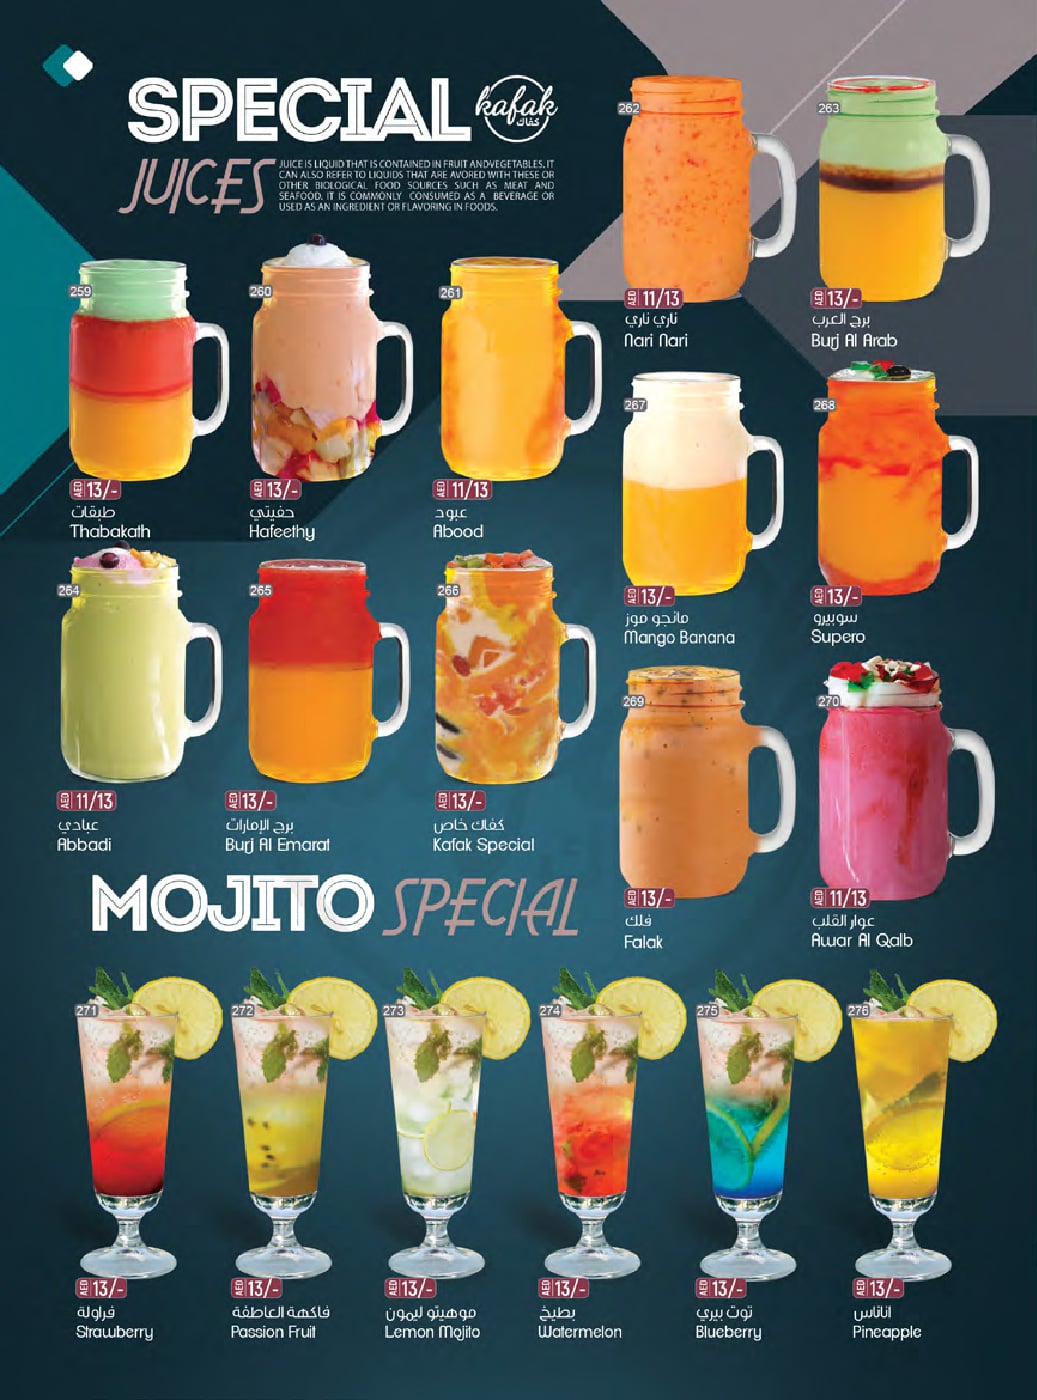 SPECIAL
kafak
كفاك
JUICES
JUICE IS LIQUID THAT IS CONTAINED IN FRUIT ANDVEGETABLES. IT
CAN ALSO REFER TO LIQUIDS THAT ARE AVORED WITH THESE OR
OTHER BIOLOGICAL FOOD SOURCES SUCH AS MEAT AND
SEAFOOD. IT IS COMMONLY CONSUMED AS A BEVERAGE OR
USED AS AN INGREDIENT OR FLAVORING IN FOODS.
259
AED 13/-
طبقات
Thabakath
260
AED 13/-
حفيتي
Hafeethy
261
AED 11/13
عبود
Abood
262
AED 11/13
ناري ناري
Nari Nari
263
AED 13/-
برج العرب
Burj Al Arab
264
AED 11/13
عبادي
Abbadi
265
AED 13/-
برج الإمارات
Burj Al Emarat
266
AED 13/-
كفاك خاص
Kafak Special
267
AED 13/-
مانجو موز
Mango Banana
268
AED 13/-
سوبيرو
Supero
269
AED 13/-
فلك
Falak
270
AED 11/13
عوار القلب
Awar Al Qalb
MOJITO SPECIAL
271
AED 13/-
فراولة
Strawberry
272
AED 13/-
فاكهة العاطفة
Passion Fruit
273
AED 13/-
موهيتو ليمون
Lemon Mojito
274
AED 13/-
بطيخ
Watermelon
275
AED 13/-
توت بيري
Blueberry
276
AED 13/-
اناناس
Pineapple